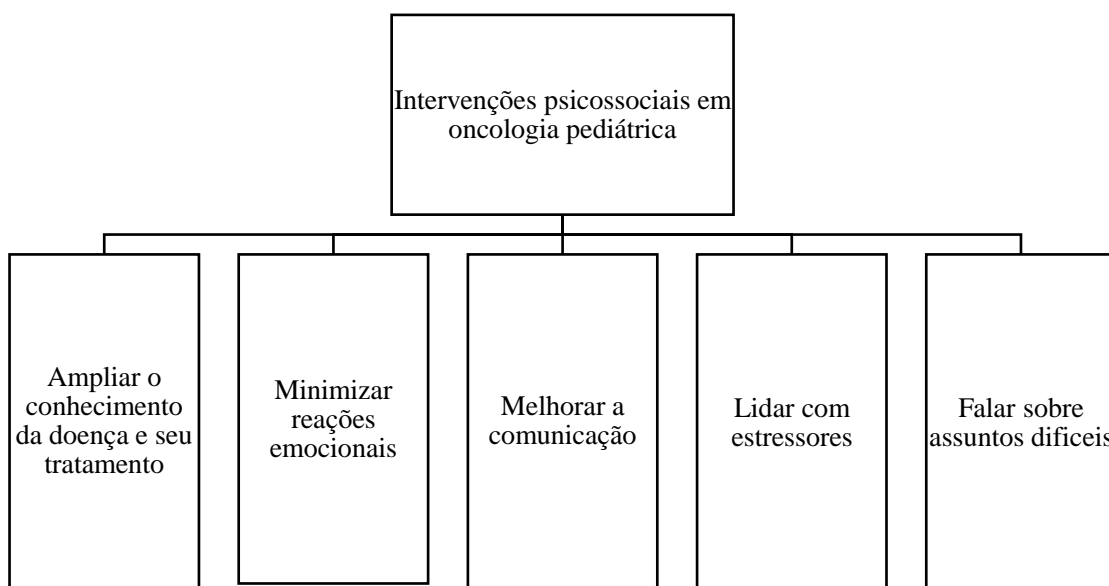 Intervenções psicossociais em
oncologia pediátrica
Ampliar o
conhecimento
da doença e seu
tratamento
Minimizar
reações
emocionais
Melhorar a
comunicação
Lidar com
estressores
Falar sobre
assuntos dificeis